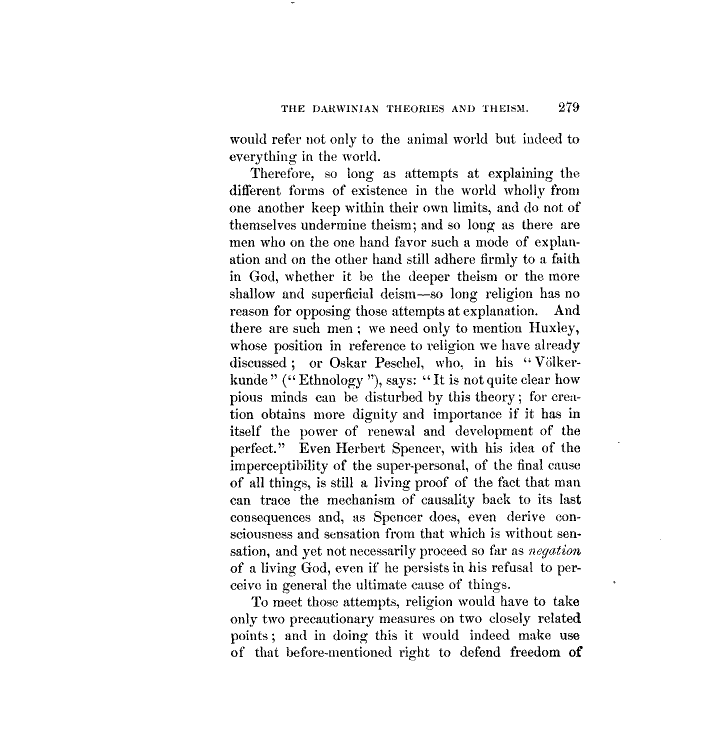 THE DARWINIAN THEORIES AND THEISM. 279
would refer not only to the animal world but indeed to
everything in the world.
Therefore, so long as attempts at explaining the
different forms of existence in the world wholly from
one another keep within their own limits, and do not of
themselves undermine theism; and so long as there are
men who on the one hand favor such a mode of explan-
ation and on the other hand still adhere firmly to a faith
in God, whether it be the deeper theism or the more
shallow and superficial deism—so long religion has no
reason for opposing those attempts at explanation. And
there are such men; we need only to mention Huxley,
whose position in reference to religion we have already
discussed; or Oskar Peschel, who, in his "Völker-
kunde" ("Ethnology"), says: "It is not quite clear how
pious minds can be disturbed by this theory; for crea-
tion obtains more dignity and importance if it has in
itself the power of renewal and development of the
perfect." Even Herbert Spencer, with his idea of the
imperceptibility of the super-personal, of the final cause
of all things, is still a living proof of the fact that man
can trace the mechanism of causality back to its last
consequences and, as Spencer does, even derive con-
sciousness and sensation from that which is without sen-
sation, and yet not necessarily proceed so far as negation
of a living God, even if he persists in his refusal to per-
ceive in general the ultimate cause of things.
To meet those attempts, religion would have to take
only two precautionary measures on two closely related
points; and in doing this it would indeed make use
of that before-mentioned right to defend freedom of